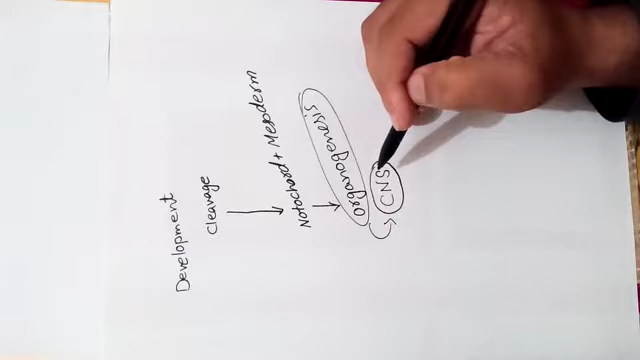 Development
Cleavage
Notochord + Mesoderm
Organogenesis
CNS